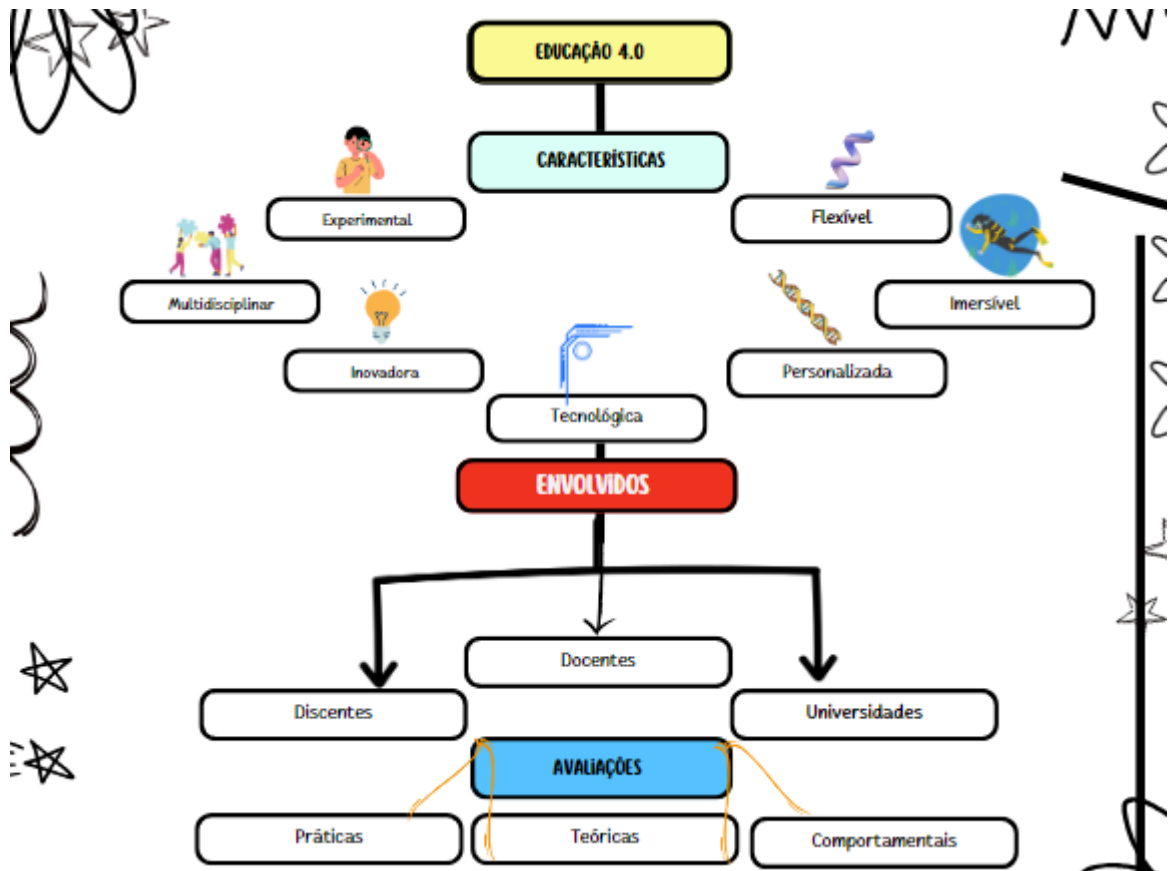 EDUCAÇÃO 4.0
CARACTERÍSTICAS
Experimental
Flexível
Multidisciplinar
Imersível
Inovadora
Personalizada
Tecnológica
ENVOLVIDOS
Docentes
Discentes
Universidades
AVALIAÇÕES
Práticas
Teóricas
Comportamentais